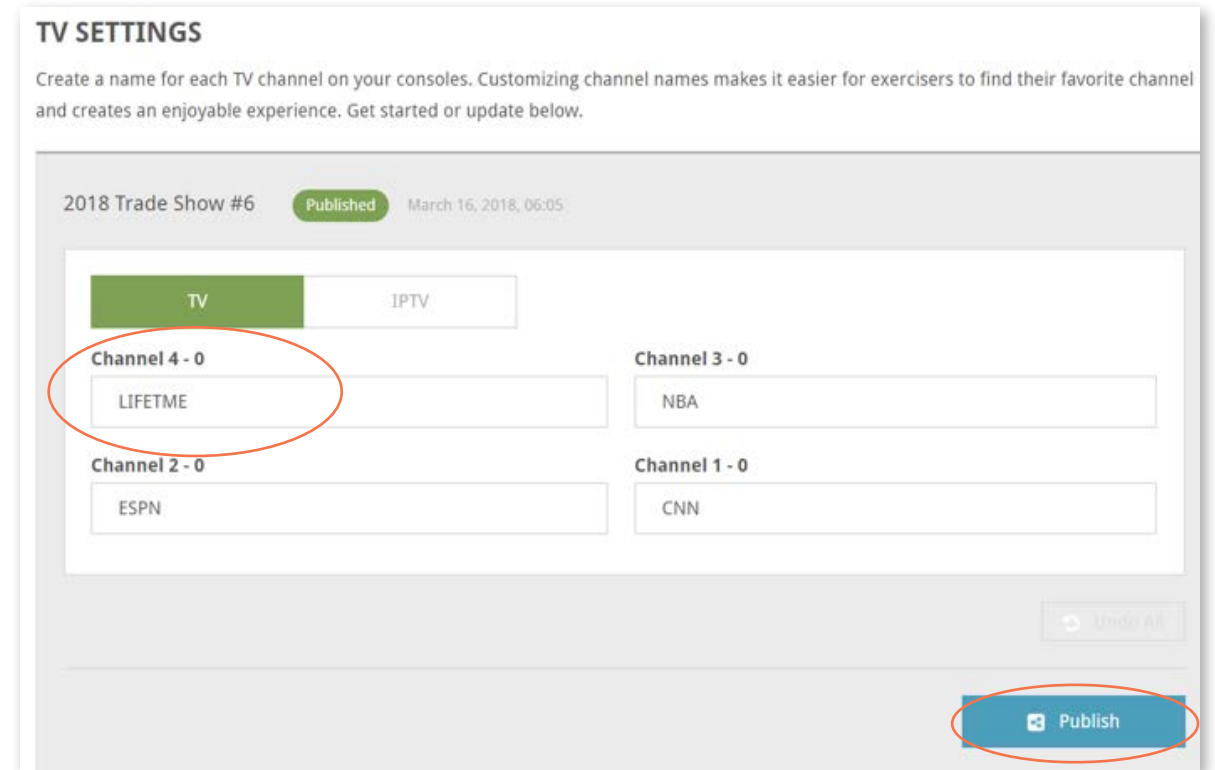 TV SETTINGS
Create a name for each TV channel on your consoles. Customizing channel names makes it easier for exercisers to find their favorite channel
and creates an enjoyable experience. Get started or update below.
2018 Trade Show #6 Published March 16, 2018, 06:05
TV IPTV
Channel 4 - 0 Channel 3 - 0
LIFETME NBA
Channel 2 - 0 Channel 1 - 0
ESPN CNN
Undo All
Publish